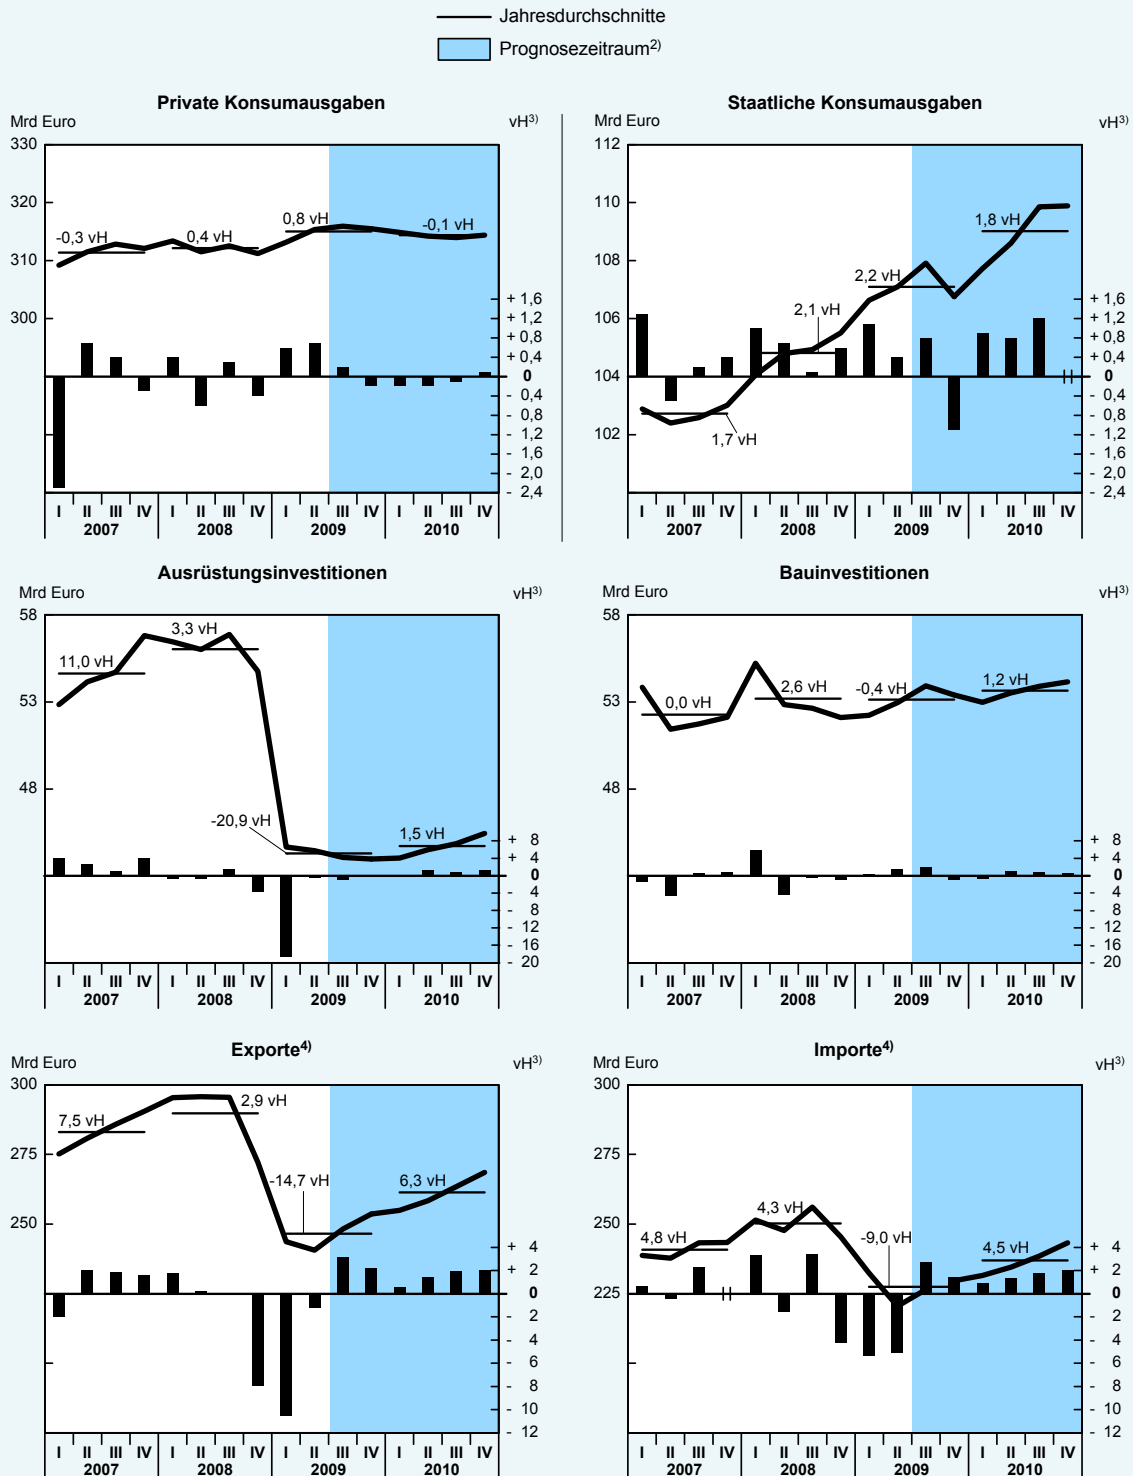 Jahresdurchschnitte
Prognosezeitraum2)
Private Konsumausgaben
Mrd Euro vH3)
330
320
310
300
-0,3 vH
0,4 vH
0,8 vH
-0,1 vH
+ 1,6
+ 1,2
+ 0,8
+ 0,4
0
- 0,4
- 0,8
- 1,2
- 1,6
- 2,0
- 2,4
I II III IV I II III IV I II III IV I II III IV
2007 2008 2009 2010
Staatliche Konsumausgaben
Mrd Euro vH3)
112
110
108
106
104
102
1,7 vH
2,1 vH
2,2 vH
1,8 vH
+ 1,6
+ 1,2
+ 0,8
+ 0,4
0
- 0,4
- 0,8
- 1,2
- 1,6
- 2,0
- 2,4
I II III IV I II III IV I II III IV I II III IV
2007 2008 2009 2010
Ausrüstungsinvestitionen
Mrd Euro vH3)
58
53
48
11,0 vH
3,3 vH
-20,9 vH
1,5 vH
+ 8
+ 4
0
- 4
- 8
- 12
- 16
- 20
I II III IV I II III IV I II III IV I II III IV
2007 2008 2009 2010
Bauinvestitionen
Mrd Euro vH3)
58
53
48
0,0 vH
2,6 vH
-0,4 vH
1,2 vH
+ 8
+ 4
0
- 4
- 8
- 12
- 16
- 20
I II III IV I II III IV I II III IV I II III IV
2007 2008 2009 2010
Exporte4)
Mrd Euro vH3)
300
275
250
7,5 vH
2,9 vH
-14,7 vH
6,3 vH
+ 4
+ 2
0
- 2
- 4
- 6
- 8
- 10
- 12
I II III IV I II III IV I II III IV I II III IV
2007 2008 2009 2010
Importe4)
Mrd Euro vH3)
300
275
250
225
4,8 vH
4,3 vH
-9,0 vH
4,5 vH
+ 4
+ 2
0
- 2
- 4
- 6
- 8
- 10
- 12
I II III IV I II III IV I II III IV I II III IV
2007 2008 2009 2010